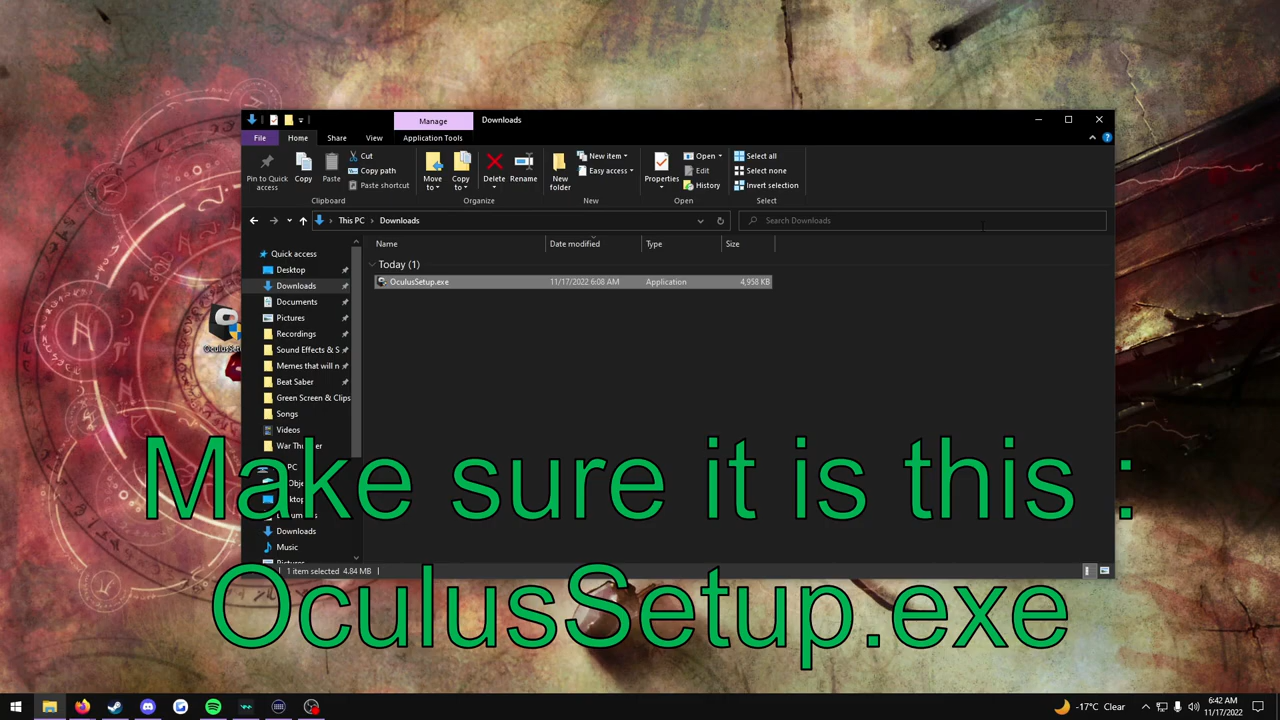 Manage
Downloads
File
Home
Share
View
Application Tools
Pin to Quick access
Copy
Paste
Cut
Copy path
Paste shortcut
Clipboard
Move to
Copy to
Delete
Rename
Organize
New folder
New item
Easy access
New
Properties
Open
Edit
History
Open
Select all
Select none
Invert selection
Select
This PC
Downloads
Search Downloads
Name
Date modified
Type
Size
Today (1)
OculusSetup.exe
11/17/2022 6:08 AM
Application
4,958 KB
Quick access
Desktop
Downloads
Documents
Pictures
Recordings
Sound Effects & S
Memes that will n
Beat Saber
Green Screen & Clips
Songs
Videos
Downloads
Music
1 item selected
4.84 MB
Make sure it is this :
OculusSetup.exe
-17°C Clear
6:42 AM
11/17/2022